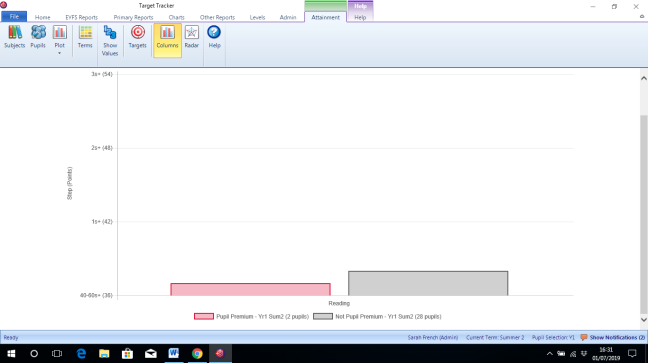 Target Tracker
Help
File Home EYFS Reports Primary Reports Charts Other Reports Levels Admin Attainment Help
Subjects Pupils Plot Terms Show Values Targets Columns Radar Help
3s+ (54)
2s+ (48)
1s+ (42)
40-60s+ (36)
Step (Points)
Reading
Pupil Premium - Yr1 Sum2 (2 pupils) Not Pupil Premium - Yr1 Sum2 (28 pupils)
Ready Sarah French (Admin) Current Term: Summer 2 Pupil Selection: Y1 Show Notifications (2)
16:31
01/07/2019